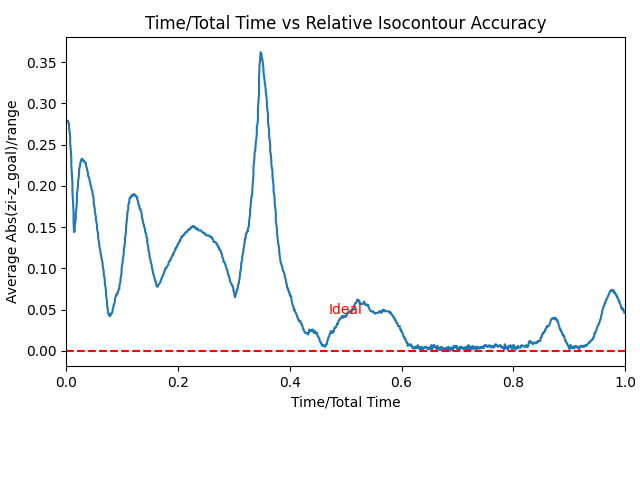 Time/Total Time vs Relative Isocontour Accuracy
Average Abs(zi-z_goal)/range
0.35
0.30
0.25
0.20
0.15
0.10
0.05
0.00
Ideal
0.0 0.2 0.4 0.6 0.8 1.0
Time/Total Time